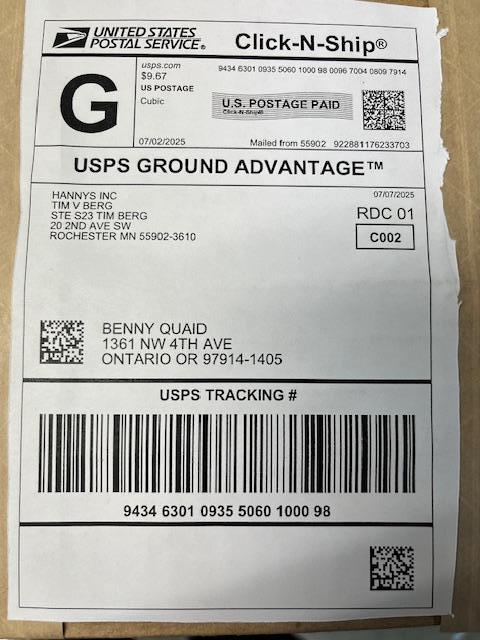 UNITED STATES POSTAL SERVICE®
Click-N-Ship®
G
usps.com
$9.67
US POSTAGE
Cubic
9434 6301 0935 5060 1000 98 0096 7004 0809 7914
U.S. POSTAGE PAID
Click-N-Ship®
07/02/2025
Mailed from 55902 922881176233703
USPS GROUND ADVANTAGE™
HANNYS INC
TIM V BERG
STE S23 TIM BERG
20 2ND AVE SW
ROCHESTER MN 55902-3610
07/07/2025
RDC 01
C002
BENNY QUAID
1361 NW 4TH AVE
ONTARIO OR 97914-1405
USPS TRACKING #
9434 6301 0935 5060 1000 98